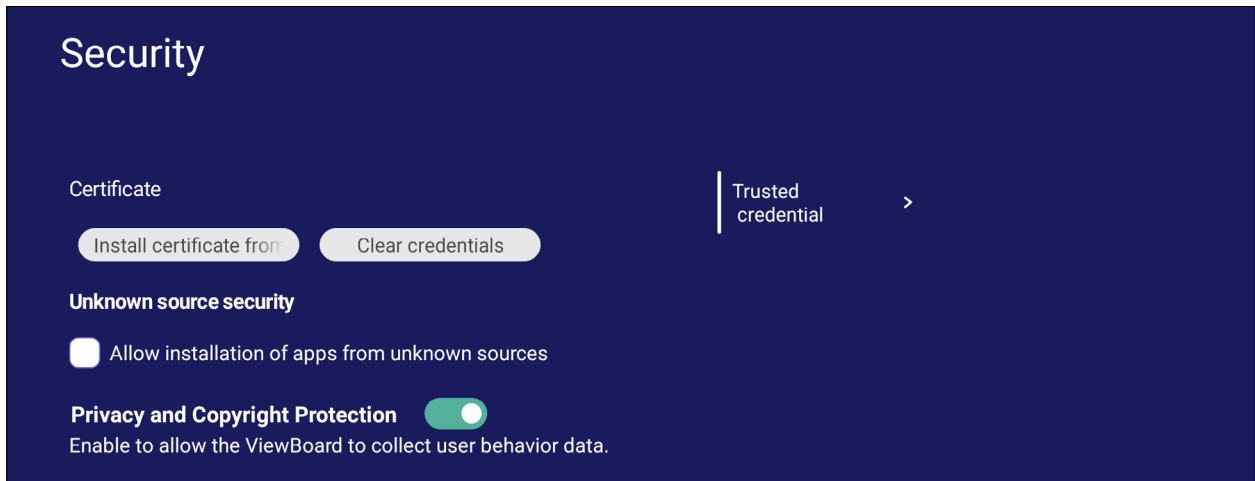 Security
Certificate
Install certificate from
Clear credentials
Trusted
credential
Unknown source security
Allow installation of apps from unknown sources
Privacy and Copyright Protection
Enable to allow the ViewBoard to collect user behavior data.